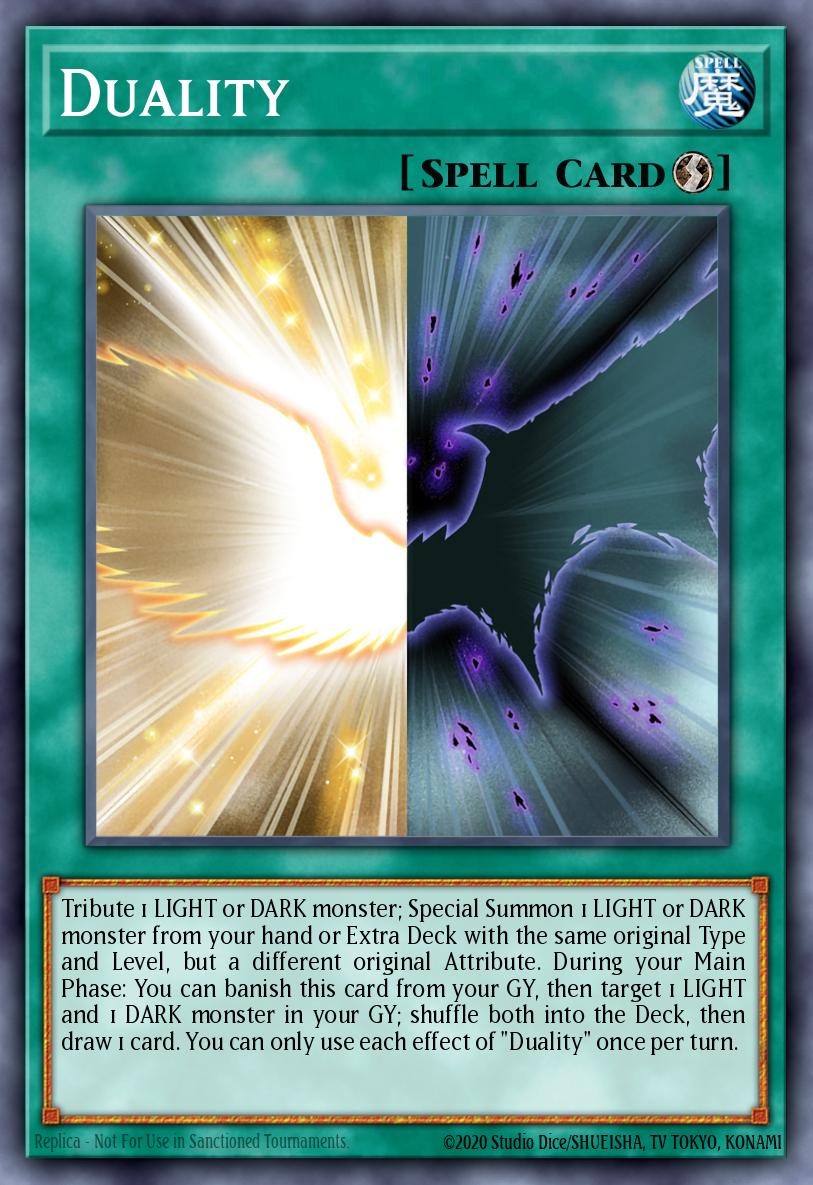 Duality
SPELL
魔
[Spell Card]
Tribute 1 LIGHT or DARK monster; Special Summon 1 LIGHT or DARK
monster from your hand or Extra Deck with the same original Type
and Level, but a different original Attribute. During your Main
Phase: You can banish this card from your GY, then target 1 LIGHT
and 1 DARK monster in your GY; shuffle both into the Deck, then
draw 1 card. You can only use each effect of "Duality" once per turn.
Replica - Not For Use in Sanctioned Tournaments.
©2020 Studio Dice/SHUEISHA, TV TOKYO, KONAMI